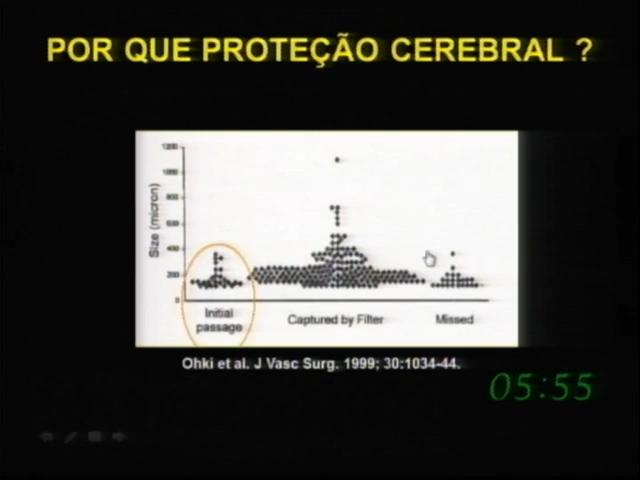 POR QUE PROTEÇÃO CEREBRAL ?
1200
1000
800
600
400
200
0
Size (micron)
Initial
passage
Captured by Filter
Missed
Ohki et al. J Vasc Surg. 1999; 30:1034-44.
05:55